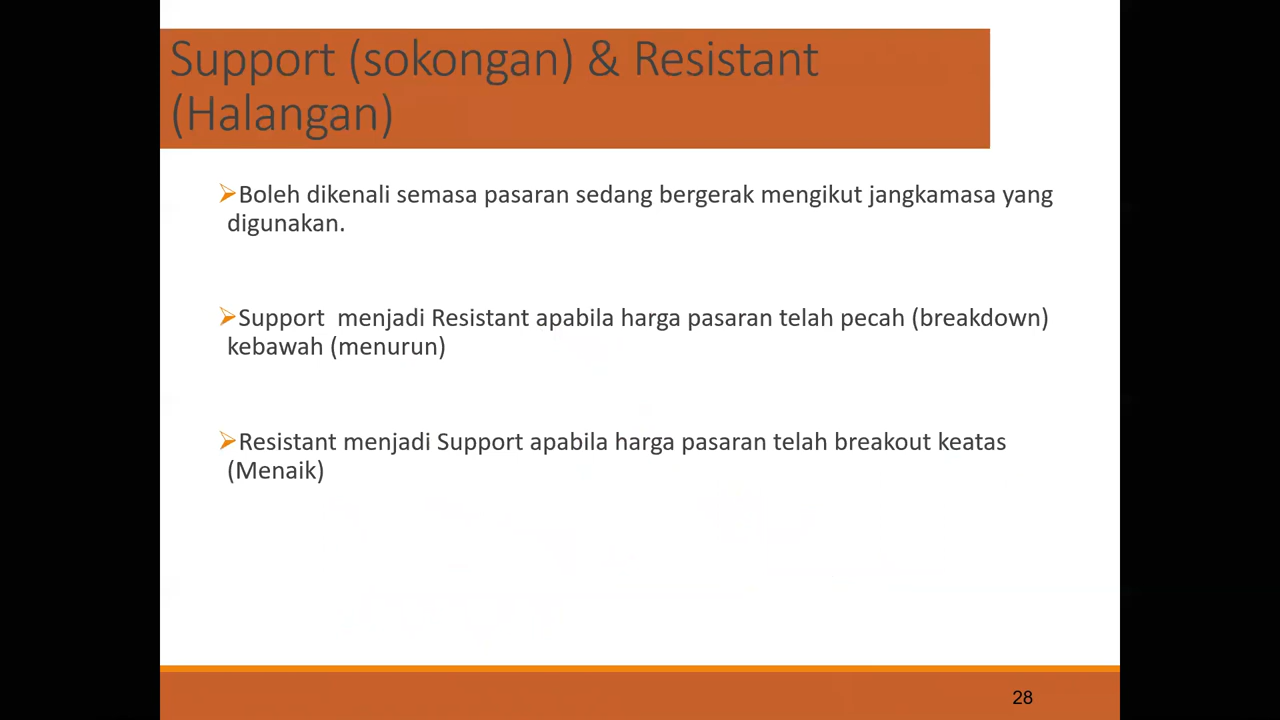 Support (sokongan) & Resistant
(Halangan)
➢Boleh dikenali semasa pasaran sedang bergerak mengikut jangkamasa yang
digunakan.
➢Support  menjadi Resistant apabila harga pasaran telah pecah (breakdown)
kebawah (menurun)
➢Resistant menjadi Support apabila harga pasaran telah breakout keatas
(Menaik)
28